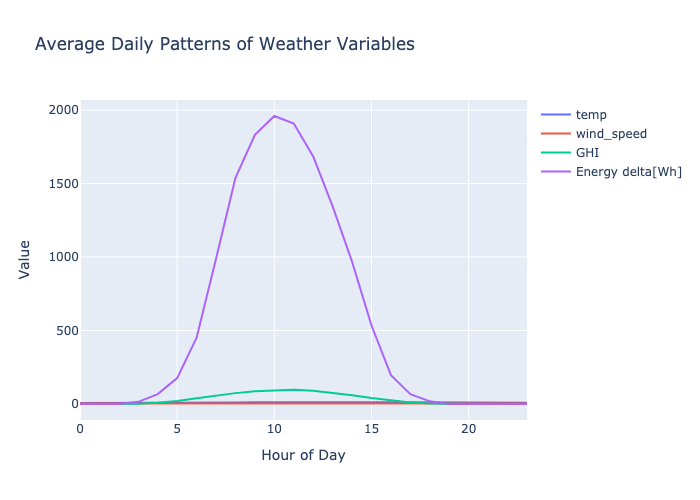 Average Daily Patterns of Weather Variables
temp
wind_speed
GHI
Energy delta[Wh]
2000
1500
1000
500
0
Value
0 5 10 15 20
Hour of Day